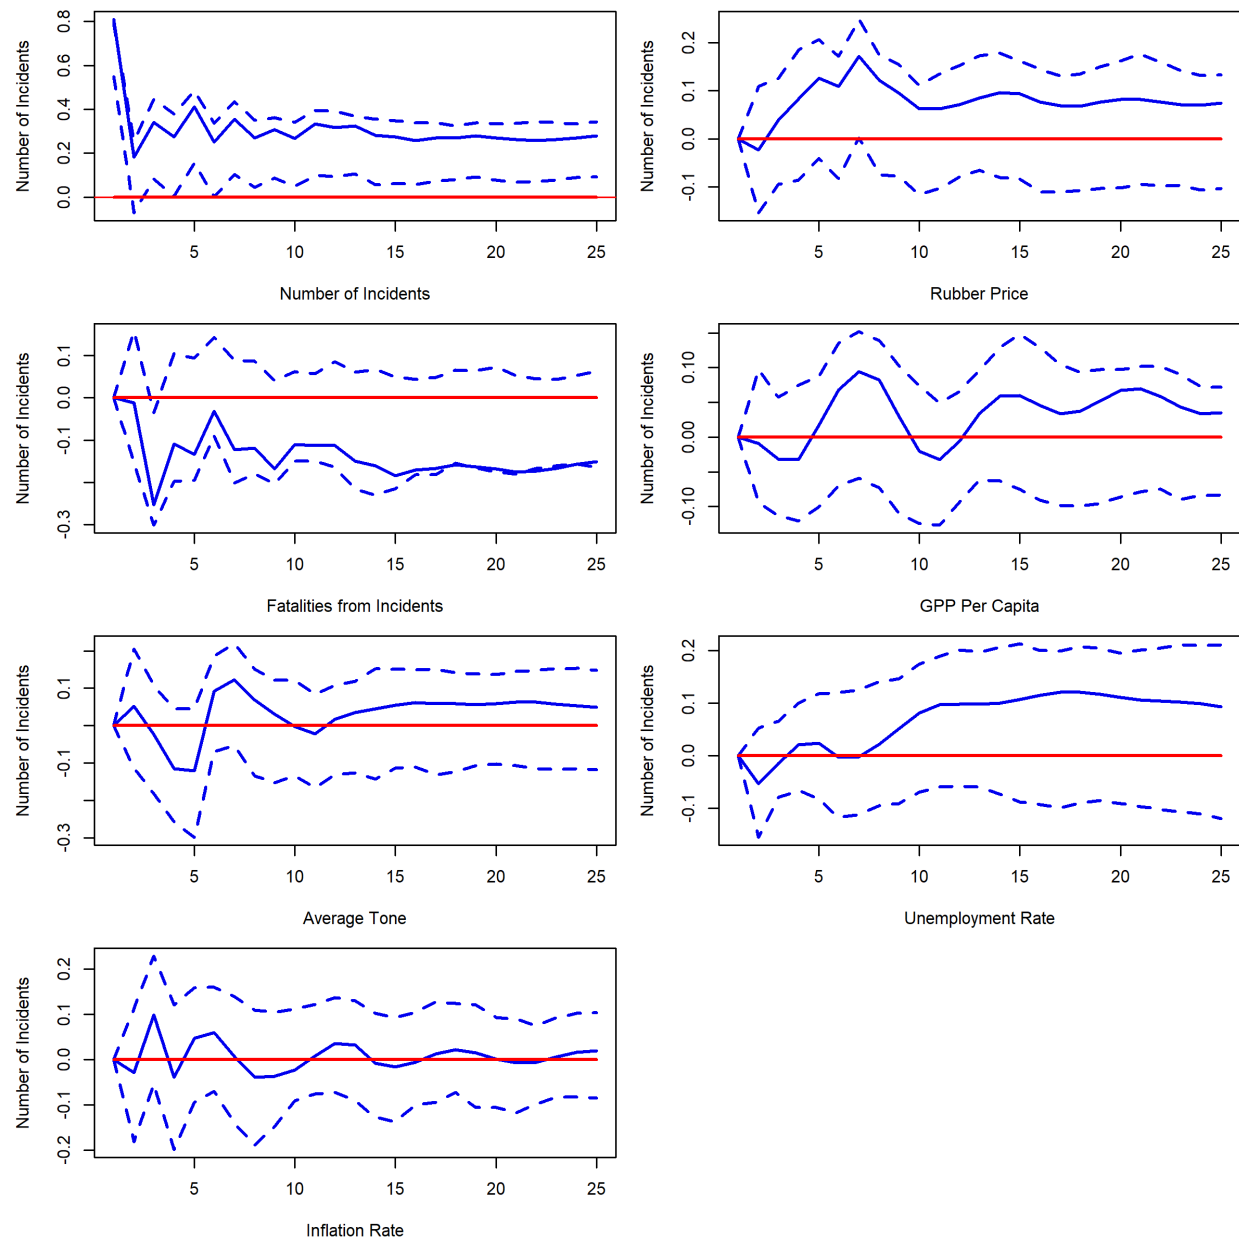 Number of Incidents
0.0 0.2 0.4 0.6 0.8
5 10 15 20 25
Number of Incidents
Number of Incidents
-0.1 0.0 0.1 0.2
5 10 15 20 25
Rubber Price
Number of Incidents
-0.3 -0.1 0.0 0.1
5 10 15 20 25
Fatalities from Incidents
Number of Incidents
-0.10 0.00 0.10
5 10 15 20 25
GPP Per Capita
Number of Incidents
-0.3 -0.1 0.1
5 10 15 20 25
Average Tone
Number of Incidents
-0.1 0.0 0.1 0.2
5 10 15 20 25
Unemployment Rate
Number of Incidents
-0.2 -0.1 0.0 0.1 0.2
5 10 15 20 25
Inflation Rate